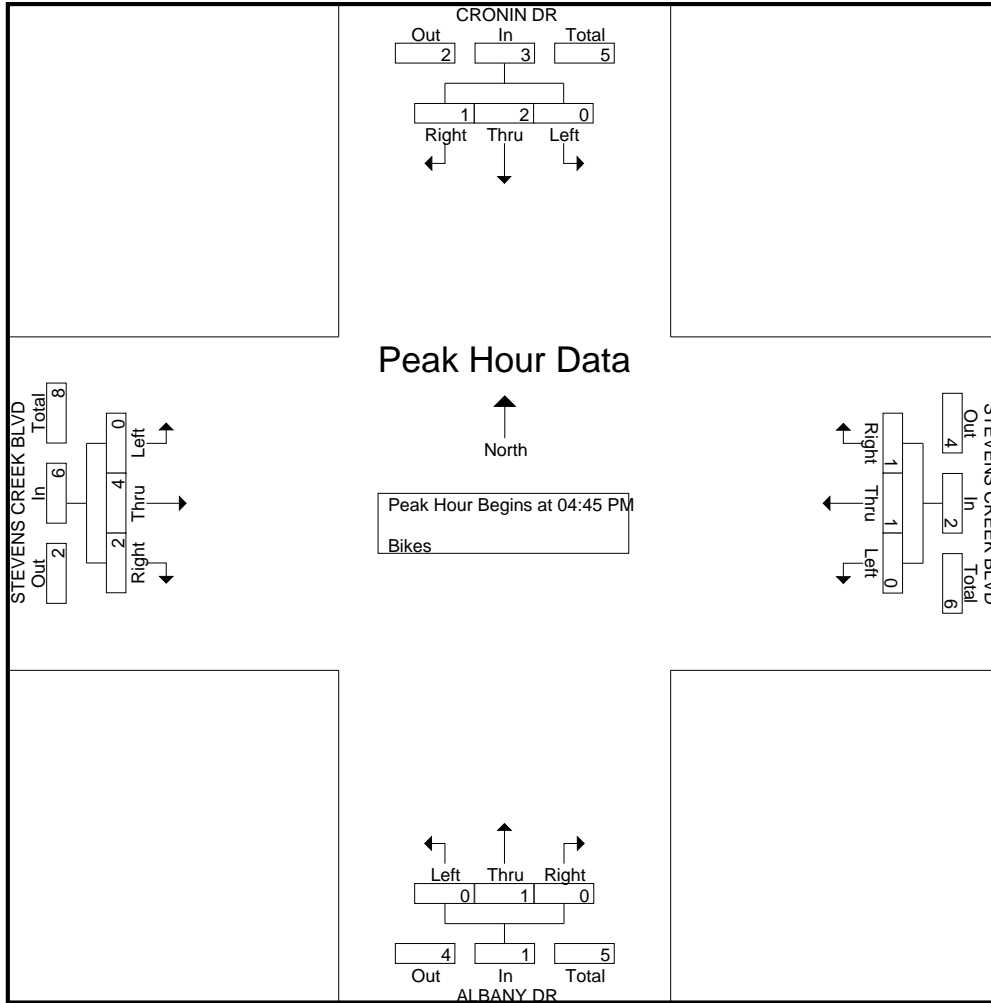 CRONIN DR
Out In Total
2 3 5
1 2 0
Right Thru Left
Peak Hour Data
North
Peak Hour Begins at 04:45 PM
Bikes
STEVENS CREEK BLVD
Out In Total
2 6 8
2 4 0
Right Thru Left
STEVENS CREEK BLVD
Out In Total
4 2 6
1 1 0
Right Thru Left
Left Thru Right
0 1 0
4 1 5
Out In Total
ALBANY DR